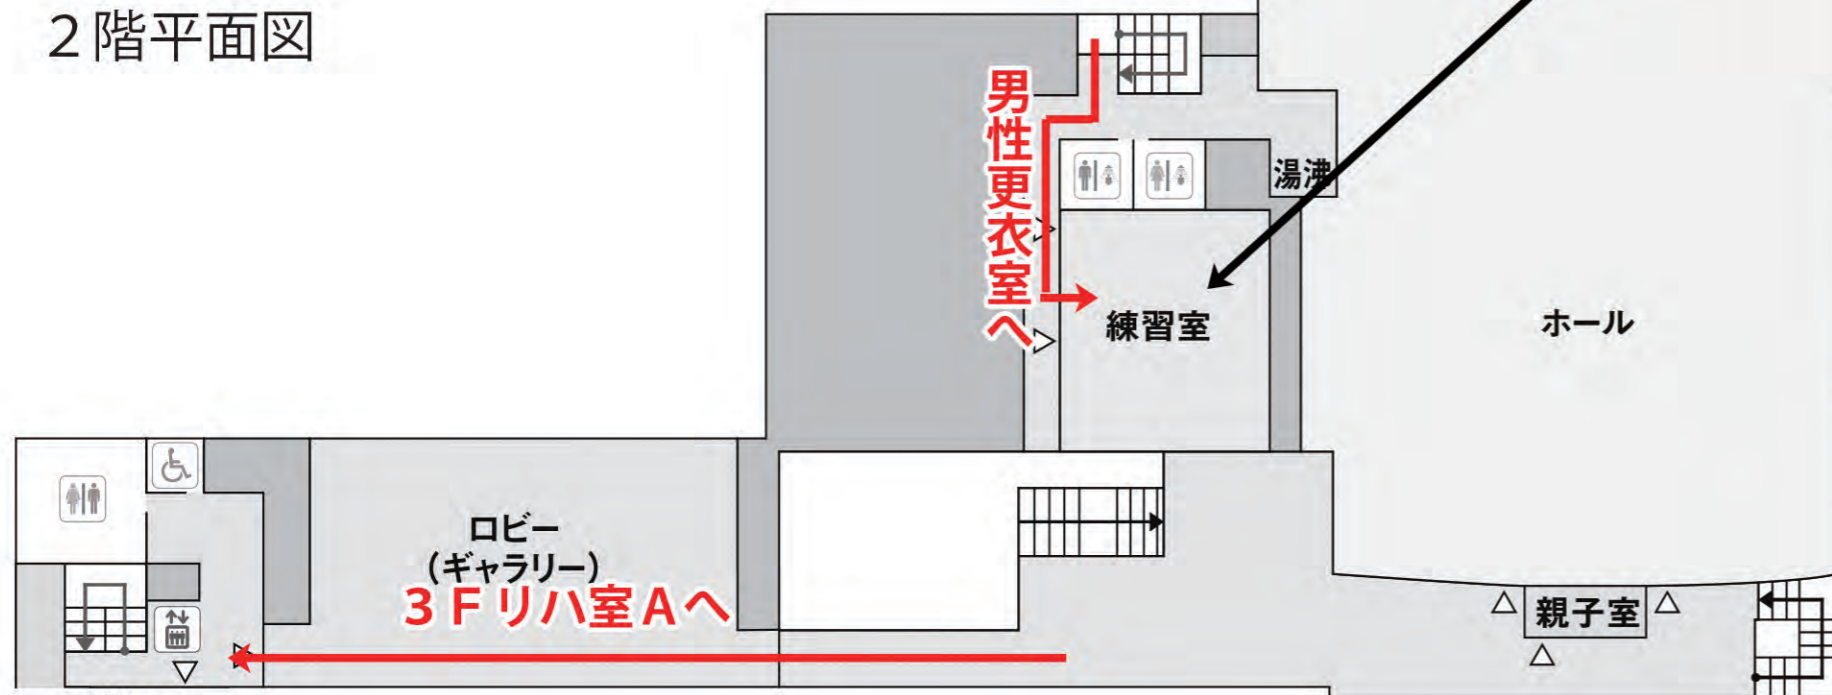 ２階平面図
男性更衣室へ
湯沸
練習室
ホール
ロビー
（ギャラリー）
３Ｆリハ室Ａへ
親子室